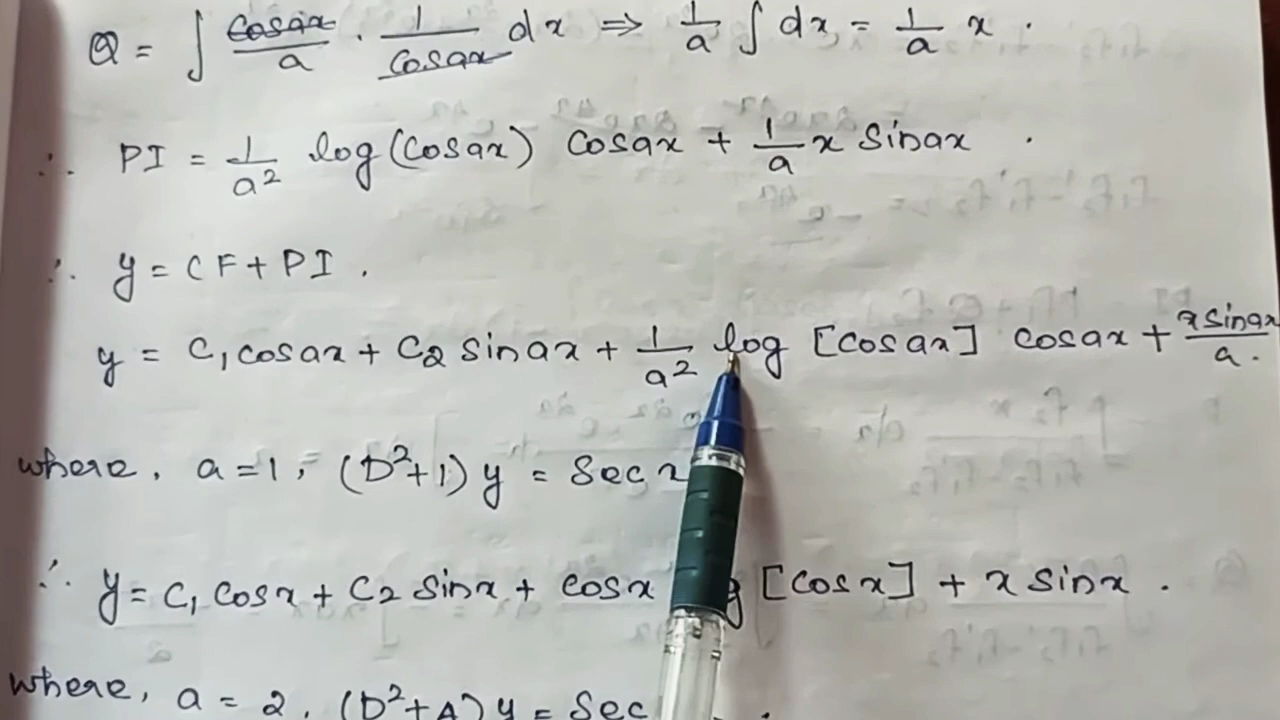 Q = ∫ cosax/a · 1/cosax dx ⇒ 1/a ∫ dx = 1/a x .
∴ PI = 1/a² log(cosax) cosax + 1/a x sinax .
∴ y = CF + PI .
y = C₁cosax + C₂ sinax + 1/a² log [cosax] cosax + x sinax/a .
where, a = 1, (D²+1) y = Sec x
∴ y = C₁ cosx + C₂ sinx + cosx [cosx] + x sinx .
where, a = 2, (D²+4) y = Sec